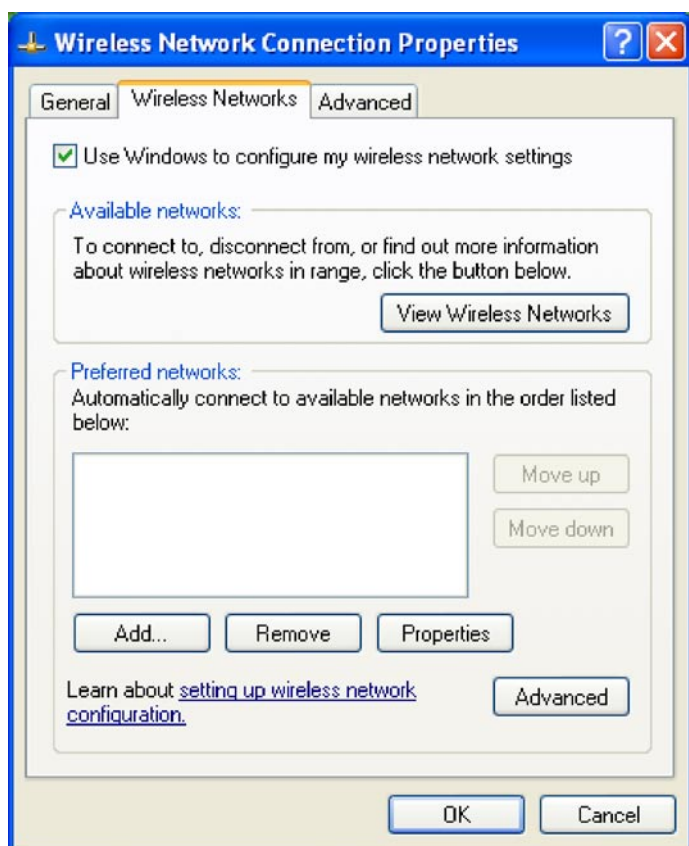 Wireless Network Connection Properties
General
Wireless Networks
Advanced
Use Windows to configure my wireless network settings
Available networks:
To connect to, disconnect from, or find out more information
about wireless networks in range, click the button below.
View Wireless Networks
Preferred networks:
Automatically connect to available networks in the order listed
below:
Move up
Move down
Add...
Remove
Properties
Learn about setting up wireless network
configuration.
Advanced
OK
Cancel